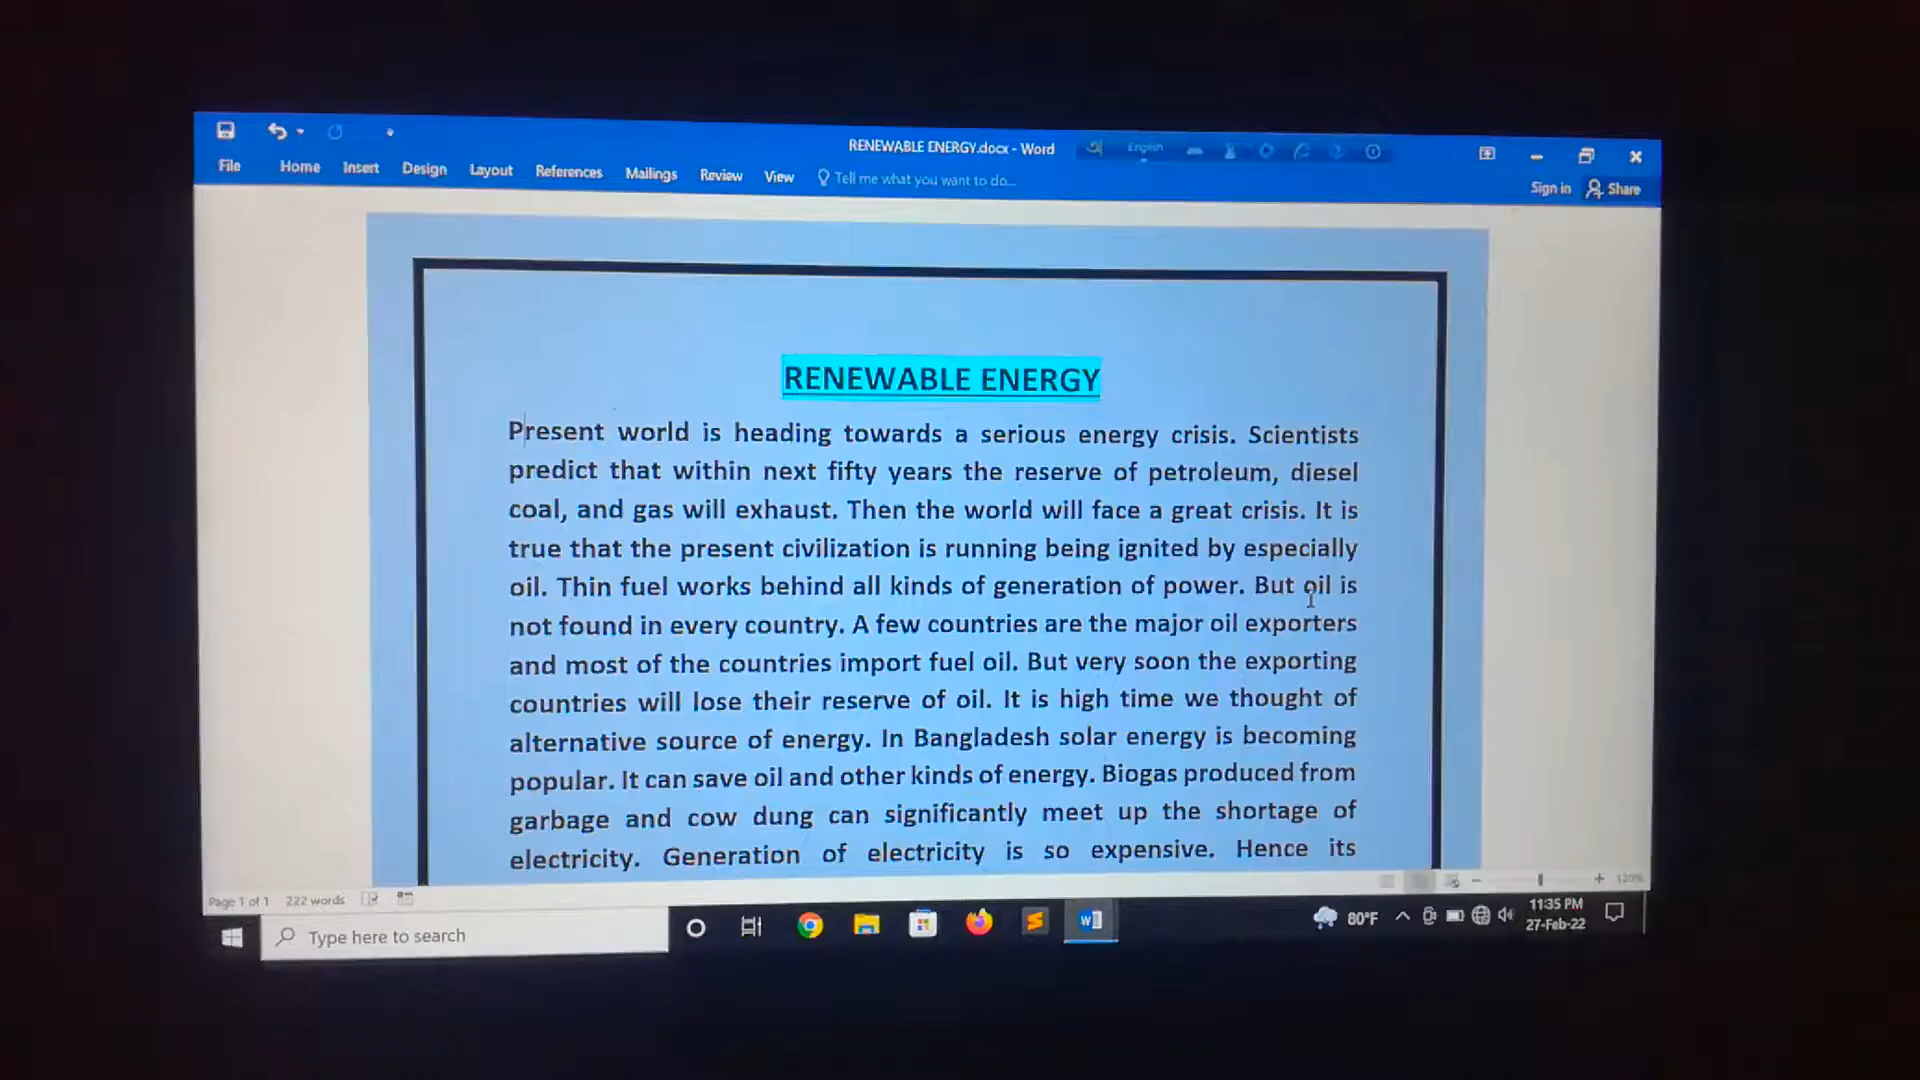 RENEWABLE ENERGY.docx - Word
English
File Home Insert Design Layout References Mailings Review View Tell me what you want to do...
Sign in Share
RENEWABLE ENERGY
Present world is heading towards a serious energy crisis. Scientists
predict that within next fifty years the reserve of petroleum, diesel
coal, and gas will exhaust. Then the world will face a great crisis. It is
true that the present civilization is running being ignited by especially
oil. Thin fuel works behind all kinds of generation of power. But oil is
not found in every country. A few countries are the major oil exporters
and most of the countries import fuel oil. But very soon the exporting
countries will lose their reserve of oil. It is high time we thought of
alternative source of energy. In Bangladesh solar energy is becoming
popular. It can save oil and other kinds of energy. Biogas produced from
garbage and cow dung can significantly meet up the shortage of
electricity. Generation of electricity is so expensive. Hence its
Page 1 of 1 222 words
120%
Type here to search
80°F
11:35 PM
27-Feb-22